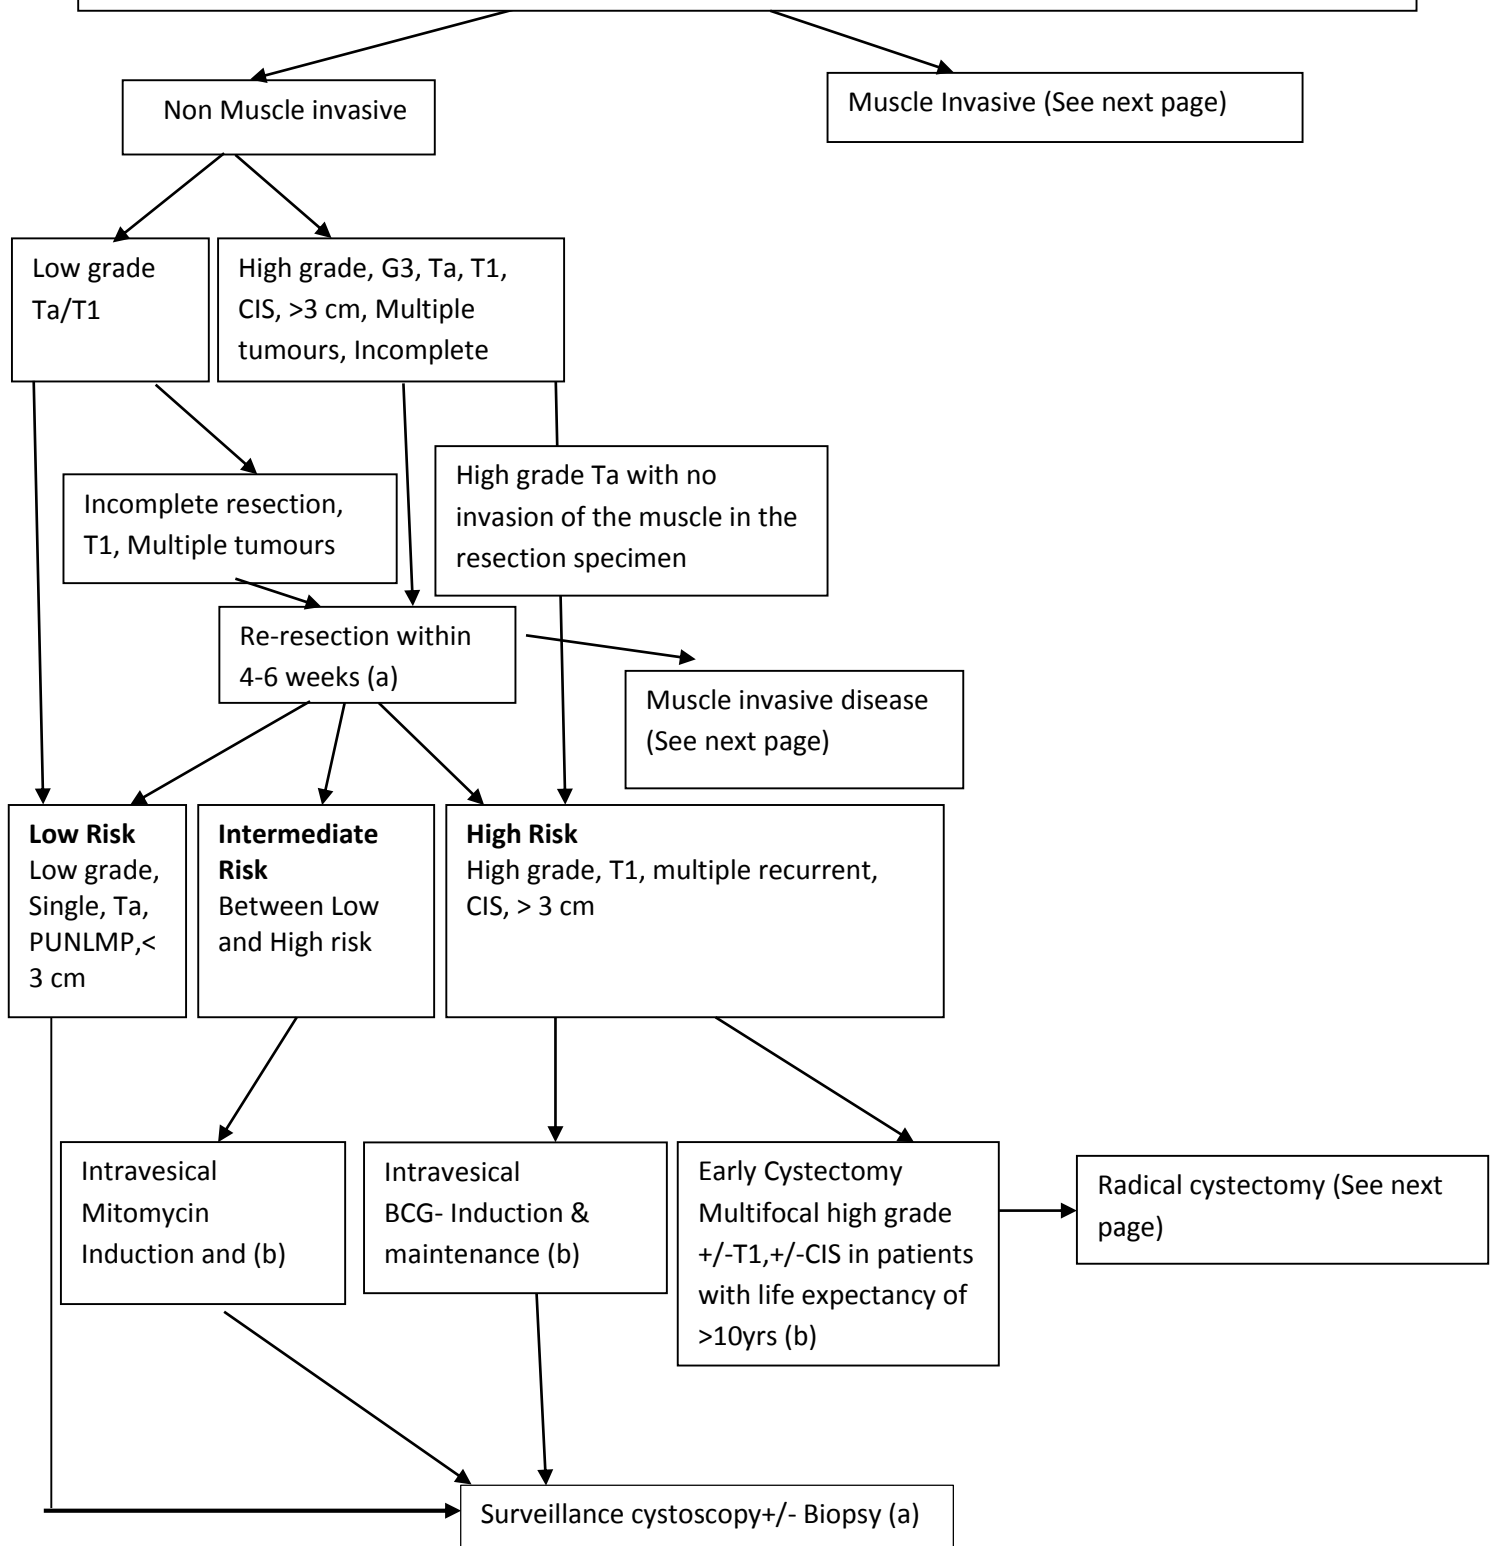 Non Muscle invasive
Muscle Invasive (See next page)
Low grade
Ta/T1
High grade, G3, Ta, T1,
CIS, >3 cm, Multiple
tumours, Incomplete
Incomplete resection,
T1, Multiple tumours
High grade Ta with no
invasion of the muscle in the
resection specimen
Re-resection within
4-6 weeks (a)
Muscle invasive disease
(See next page)
Low Risk
Low grade,
Single, Ta,
PUNLMP,<
3 cm
Intermediate
Risk
Between Low
and High risk
High Risk
High grade, T1, multiple recurrent,
CIS, > 3 cm
Intravesical
Mitomycin
Induction and (b)
Intravesical
BCG- Induction &
maintenance (b)
Early Cystectomy
Multifocal high grade
+/-T1,+/-CIS in patients
with life expectancy of
>10yrs (b)
Radical cystectomy (See next
page)
Surveillance cystoscopy+/- Biopsy (a)